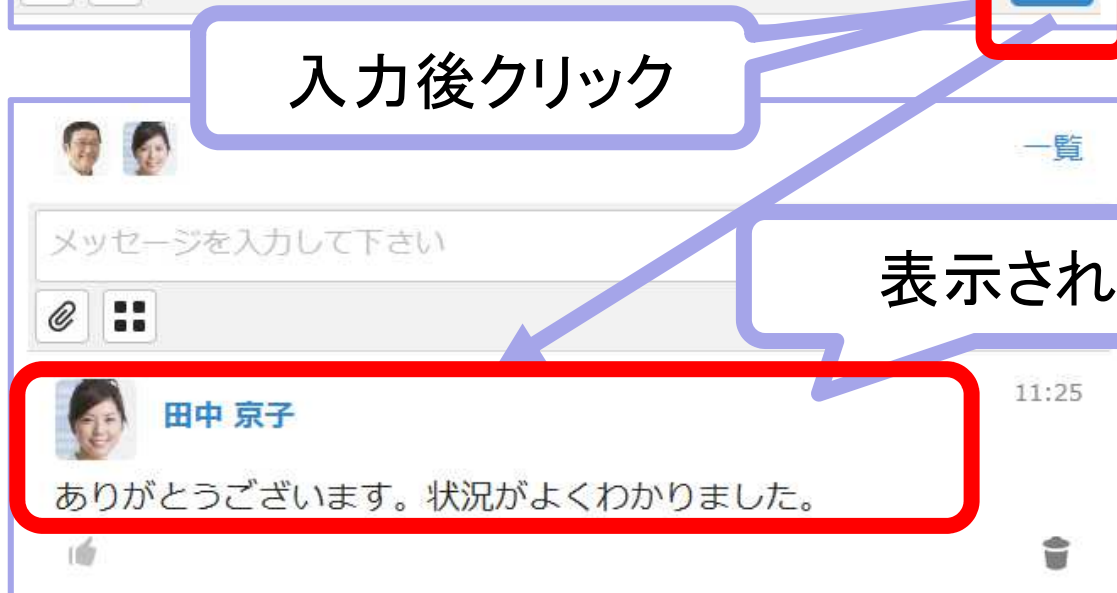 入力後クリック
一覧
メッセージを入力して下さい
表示され
田中 京子
11:25
ありがとうございます。状況がよくわかりました。